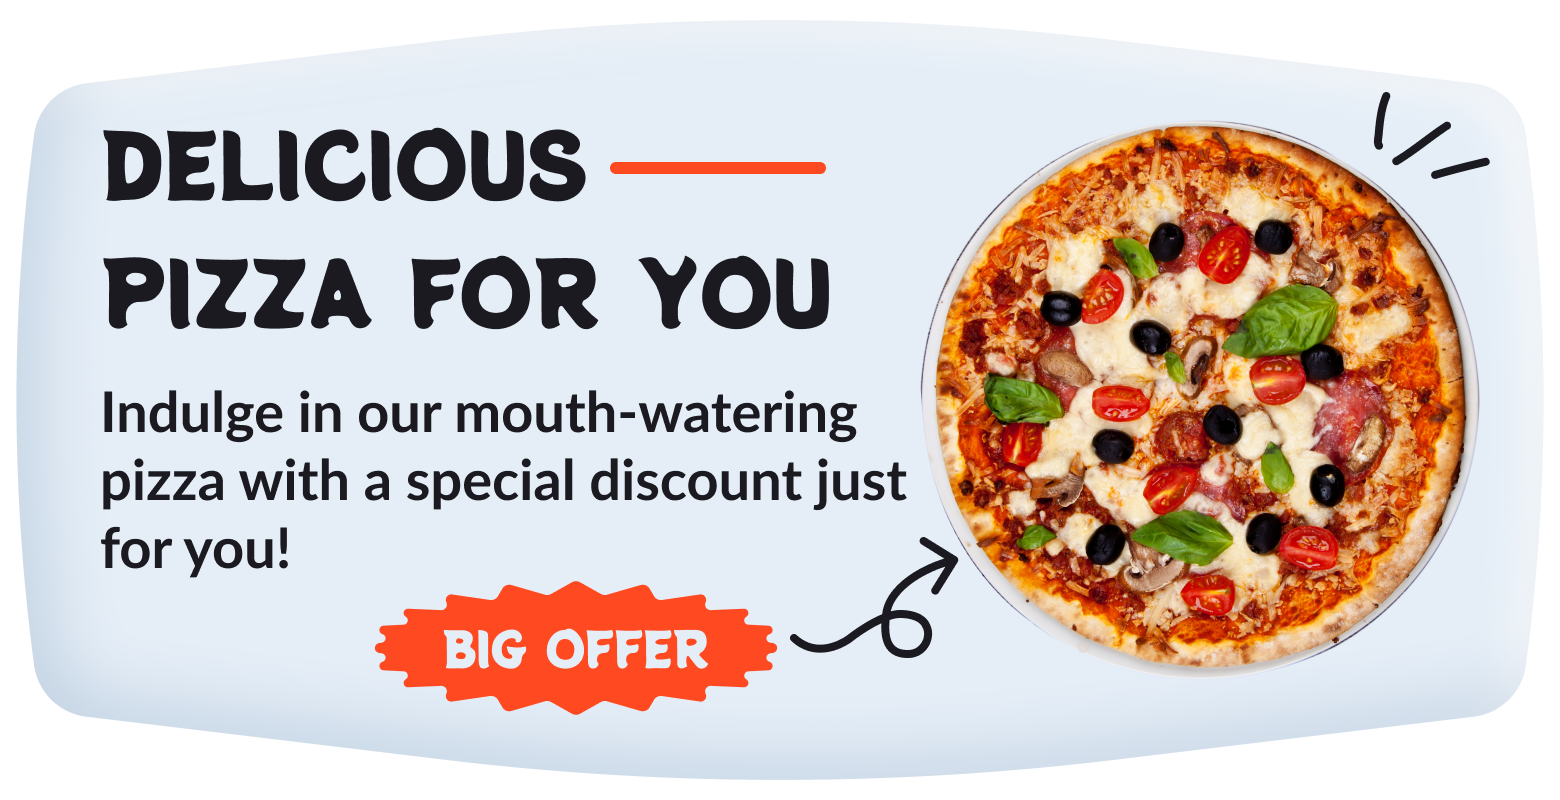 DELICIOUS
PIZZA FOR YOU
Indulge in our mouth-watering
pizza with a special discount just
for you!
BIG OFFER